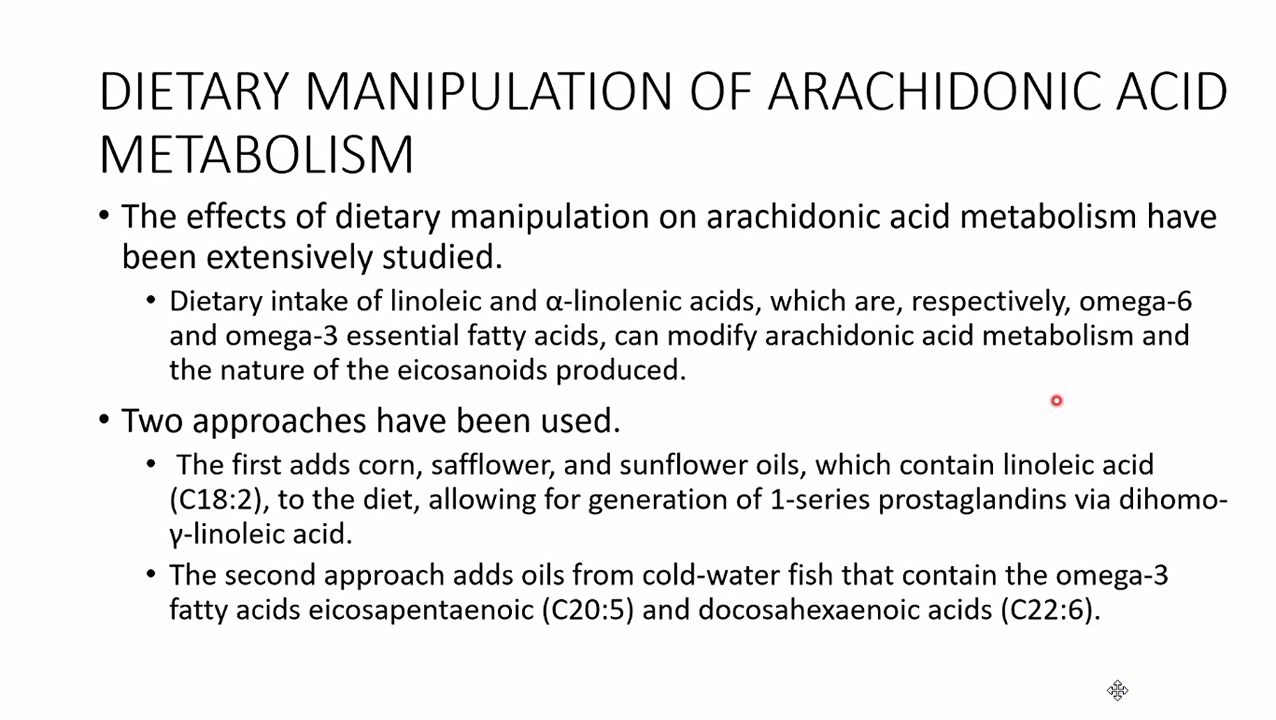 DIETARY MANIPULATION OF ARACHIDONIC ACID
METABOLISM
• The effects of dietary manipulation on arachidonic acid metabolism have
been extensively studied.
• Dietary intake of linoleic and α-linolenic acids, which are, respectively, omega-6
and omega-3 essential fatty acids, can modify arachidonic acid metabolism and
the nature of the eicosanoids produced.
• Two approaches have been used.
• The first adds corn, safflower, and sunflower oils, which contain linoleic acid
(C18:2), to the diet, allowing for generation of 1-series prostaglandins via dihomo-
γ-linoleic acid.
• The second approach adds oils from cold-water fish that contain the omega-3
fatty acids eicosapentaenoic (C20:5) and docosahexaenoic acids (C22:6).